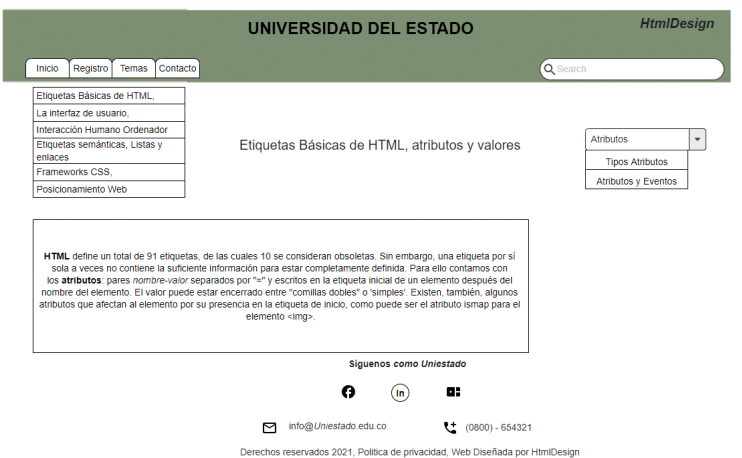 UNIVERSIDAD DEL ESTADO
HtmlDesign
Inicio
Registro
Temas
Contacto
Search
Etiquetas Básicas de HTML,
La interfaz de usuario,
Interacción Humano Ordenador
Etiquetas semánticas, Listas y
enlaces
Frameworks CSS,
Posicionamiento Web
Etiquetas Básicas de HTML, atributos y valores
Atributos
Tipos Atributos
Atributos y Eventos
HTML define un total de 91 etiquetas, de las cuales 10 se consideran obsoletas. Sin embargo, una etiqueta por sí
sola a veces no contiene la suficiente información para estar completamente definida. Para ello contamos con
los atributos: pares nombre-valor separados por "=" y escritos en la etiqueta inicial de un elemento después del
nombre del elemento. El valor puede estar encerrado entre "comillas dobles" o 'simples'. Existen, también, algunos
atributos que afectan al elemento por su presencia en la etiqueta de inicio, como puede ser el atributo ismap para el
elemento <img>.
Siguenos como Uniestado
in
info@Uniestado.edu.co
(0800) - 654321
Derechos reservados 2021, Politica de privacidad, Web Diseñada por HtmlDesign